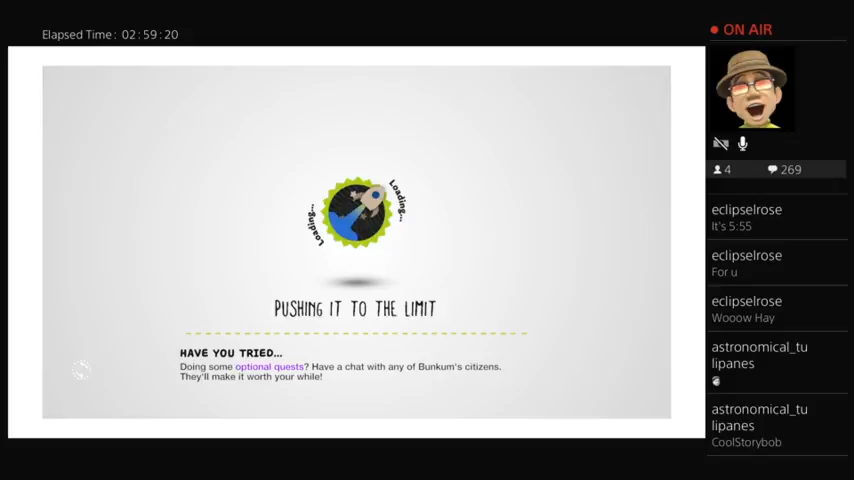 Elapsed Time: 02:59:20
ON AIR
Loading...
Loading...
PUSHING IT TO THE LIMIT
HAVE YOU TRIED...
Doing some optional quests? Have a chat with any of Bunkum's citizens.
They'll make it worth your while!
4
269
eclipselrose
It's 5:55
eclipselrose
For u
eclipselrose
Wooow Hay
astronomical_tu
lipanes
astronomical_tu
lipanes
CoolStorybob